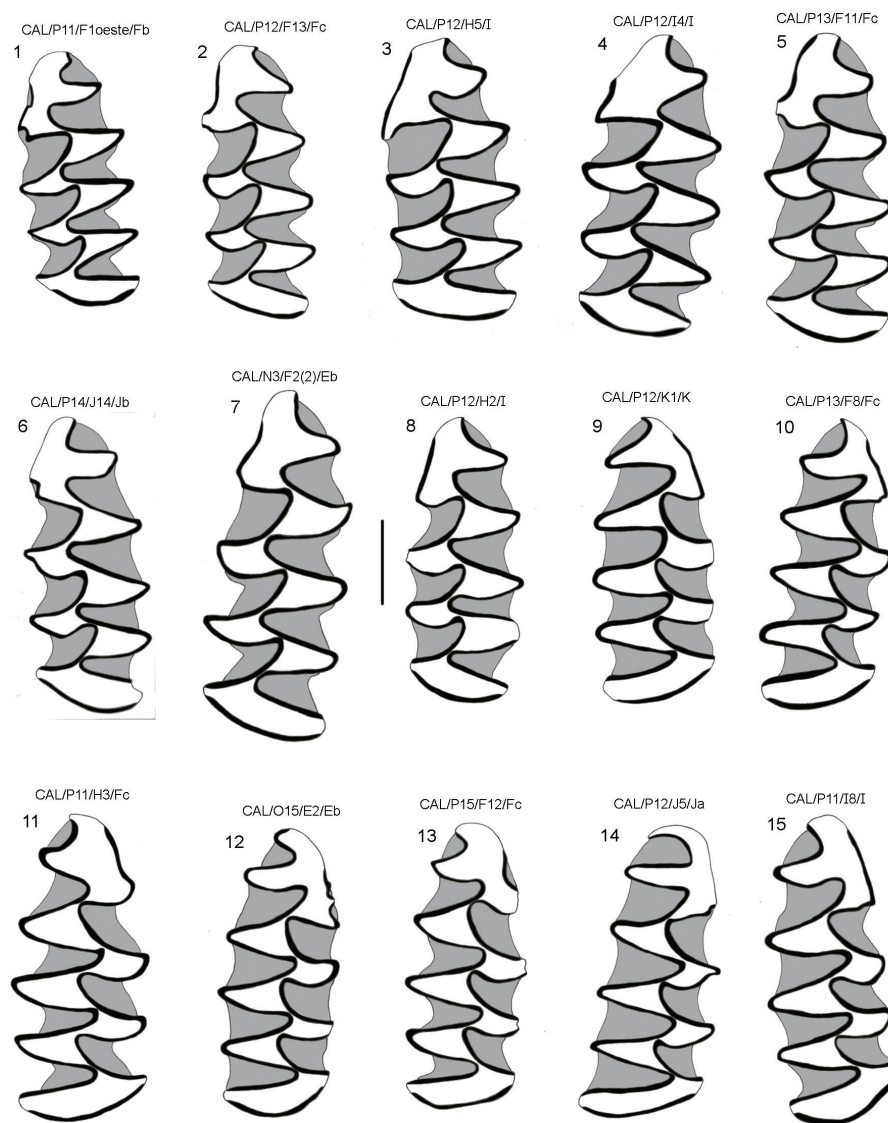 CAL/P11/F1oeste/Fb
1
CAL/P12/F13/Fc
2
CAL/P12/H5/I
3
CAL/P12/I4/I
4
CAL/P13/F11/Fc
5
CAL/P14/J14/Jb
6
CAL/N3/F2(2)/Eb
7
CAL/P12/H2/I
8
CAL/P12/K1/K
9
CAL/P13/F8/Fc
10
CAL/P11/H3/Fc
11
CAL/O15/E2/Eb
12
CAL/P15/F12/Fc
13
CAL/P12/J5/Ja
14
CAL/P11/I8/I
15